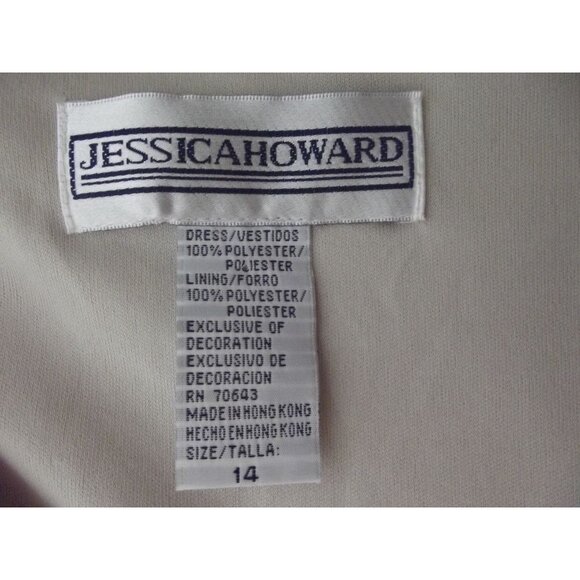 JESSICAHOWARD
DRESS/VESTIDOS
100% POLYESTER/
POLIESTER
LINING/FORRO
100% POLYESTER/
POLIESTER
EXCLUSIVE OF
DECORATION
EXCLUSIVO DE
DECORACION
RN 70643
MADE IN HONG KONG
HECHO EN HONG KONG
SIZE/TALLA:
14